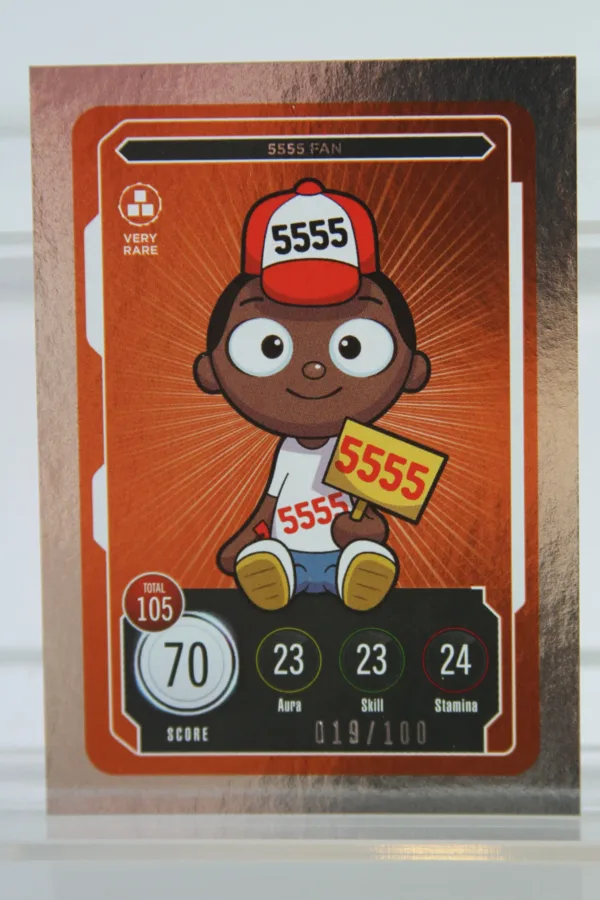 5555 FAN
VERY
RARE
5555
5555
5555
TOTAL
105
70
23
23
24
Aura
Skill
Stamina
SCORE
019/100